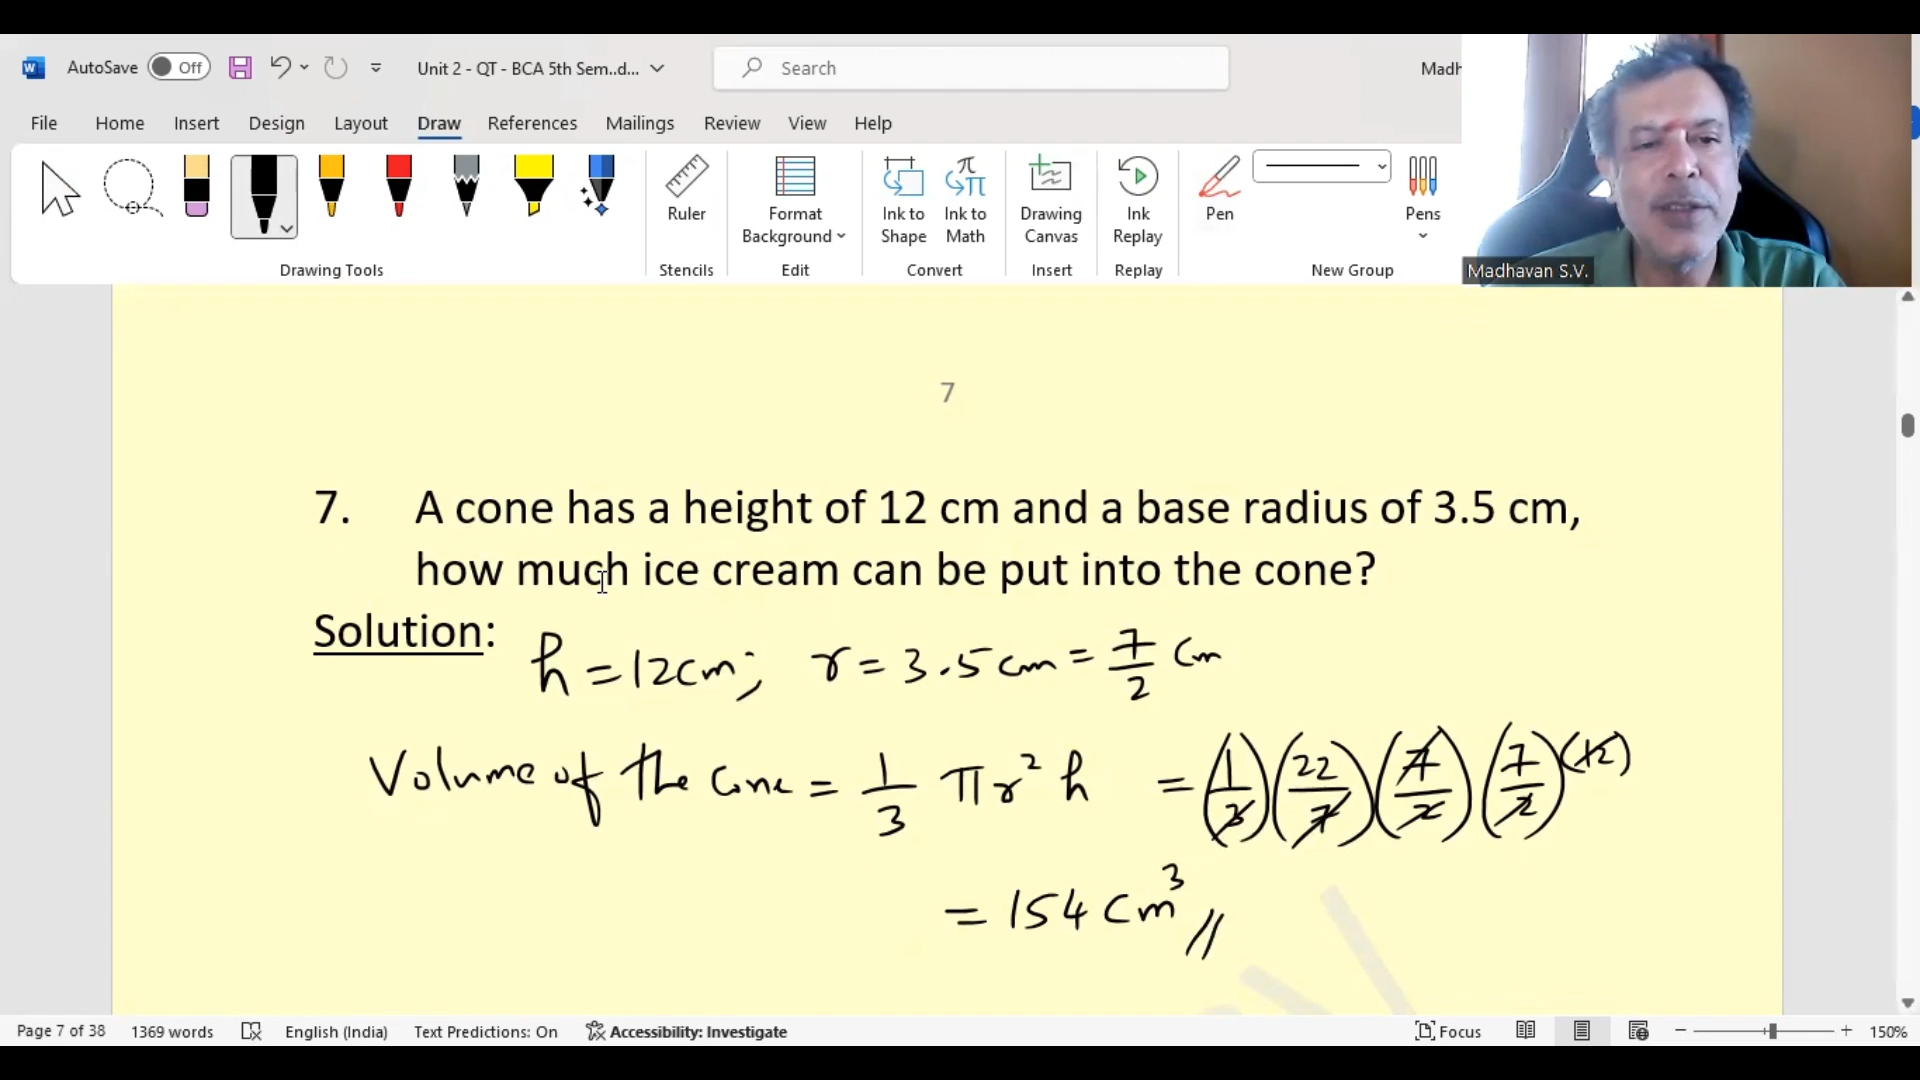 AutoSave Off Unit 2 - QT - BCA 5th Sem..d... Search Madh
File Home Insert Design Layout Draw References Mailings Review View Help
Ruler Format Background Ink to Shape Ink to Math Drawing Canvas Ink Replay Pen Pens
Drawing Tools Stencils Edit Convert Insert Replay New Group
Madhavan S.V.
7
7. A cone has a height of 12 cm and a base radius of 3.5 cm,
how much ice cream can be put into the cone?
Solution: h = 12cm; r = 3.5 cm = 7/2 cm
Volume of the cone = 1/3 πr² h = (1/3)(22/7)(7/2)(7/2)(12)
= 154 cm³ //
Page 7 of 38 1369 words English (India) Text Predictions: On Accessibility: Investigate Focus − + 150%